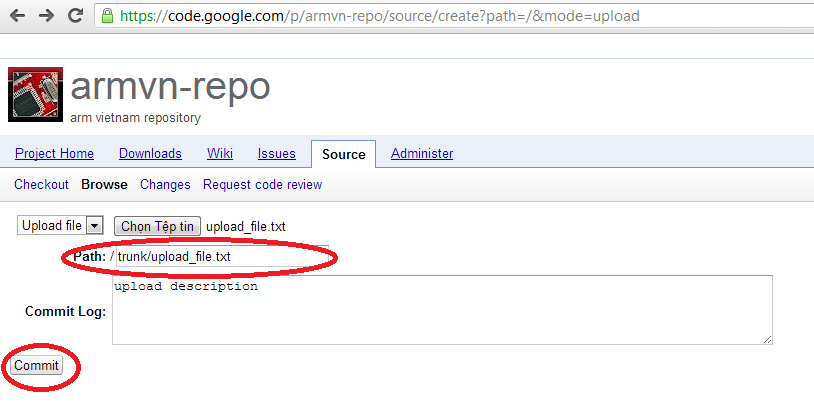 https://code.google.com/p/armvn-repo/source/create?path=/&mode=upload
armvn-repo
arm vietnam repository
Project Home Downloads Wiki Issues Source Administer
Checkout Browse Changes Request code review
Upload file Chọn Tệp tin upload_file.txt
Path: / trunk/upload_file.txt
upload description
Commit Log:
Commit